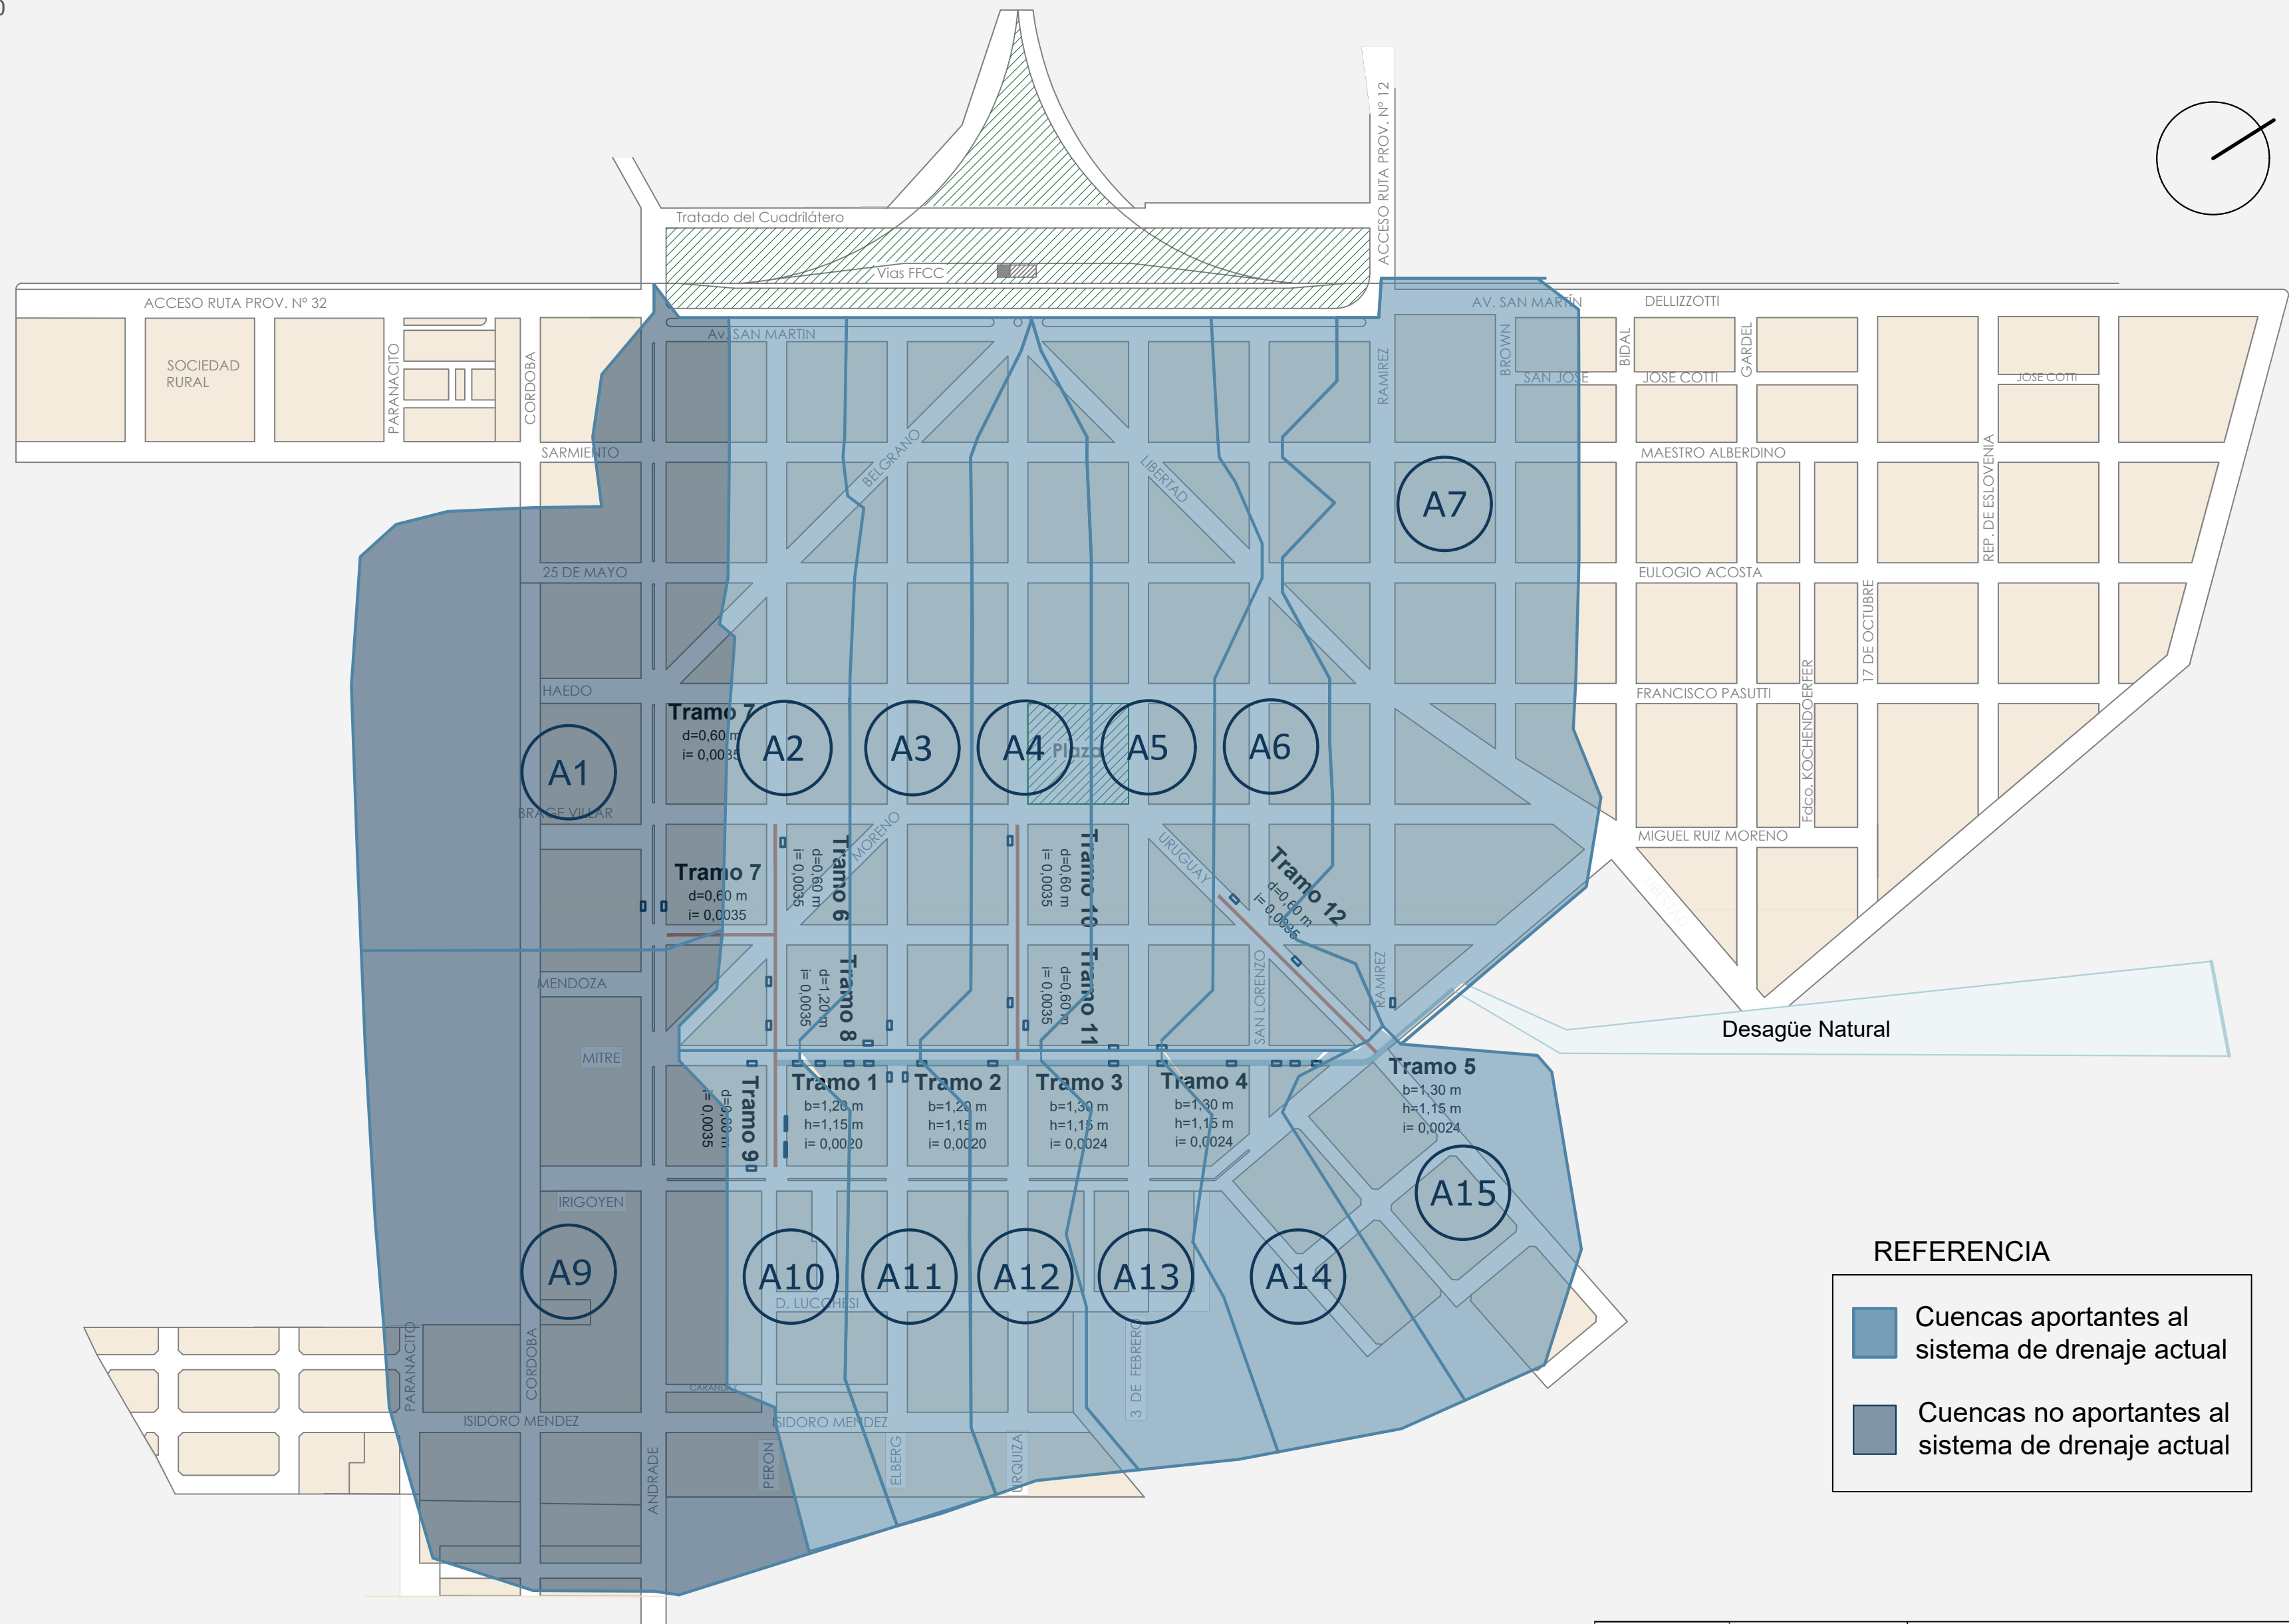 Tratado del Cuadrilátero
ACCESO RUTA PROV. Nº 12
Vias FFCC
ACCESO RUTA PROV. Nº 32
AV. SAN MARTÍN
DELLIZZOTTI
Av. SAN MARTIN
SOCIEDAD
RURAL
PARANACITO
CORDOBA
RAMIREZ
BROWN
BIDAL
GARDEL
SAN JOSE
JOSE COTTI
JOSE COTTI
SARMIENTO
BELGRANO
LIBERTAD
MAESTRO ALBERDINO
REP. DE ESLOVENIA
A7
25 DE MAYO
EULOGIO ACOSTA
17 DE OCTUBRE
HAEDO
FRANCISCO PASUTTI
Fdco. KOCHENDOERFER
Tramo 7
d=0,60 m
i= 0,0035
A1
A2
A3
A4
Plaza
A5
A6
BRAGE VILLAR
MIGUEL RUIZ MORENO
MORENO
URUGUAY
LIBERTAD
Tramo 7
d=0,60 m
i= 0,0035
Tramo 6
d=0,60 m
i= 0,0035
Tramo 10
d=0,60 m
i= 0,0035
Tramo 12
d=0,60 m
i= 0,0035
MENDOZA
Tramo 8
d=1,20 m
i= 0,0035
Tramo 11
d=0,60 m
i= 0,0035
SAN LORENZO
RAMIREZ
Desagüe Natural
MITRE
Tramo 9
d=0,60 m
i= 0,0035
Tramo 1
b=1,20 m
h=1,15 m
i= 0,0020
Tramo 2
b=1,20 m
h=1,15 m
i= 0,0020
Tramo 3
b=1,30 m
h=1,15 m
i= 0,0024
Tramo 4
b=1,30 m
h=1,15 m
i= 0,0024
Tramo 5
b=1,30 m
h=1,15 m
i= 0,0024
A15
IRIGOYEN
A9
A10
A11
A12
A13
A14
D. LUCCHESI
PARANACITO
CORDOBA
3 DE FEBRERO
CARANDAY
ISIDORO MENDEZ
ISIDORO MENDEZ
ANDRADE
PERON
ELBERG
URQUIZA
REFERENCIA
Cuencas aportantes al
sistema de drenaje actual
Cuencas no aportantes al
sistema de drenaje actual